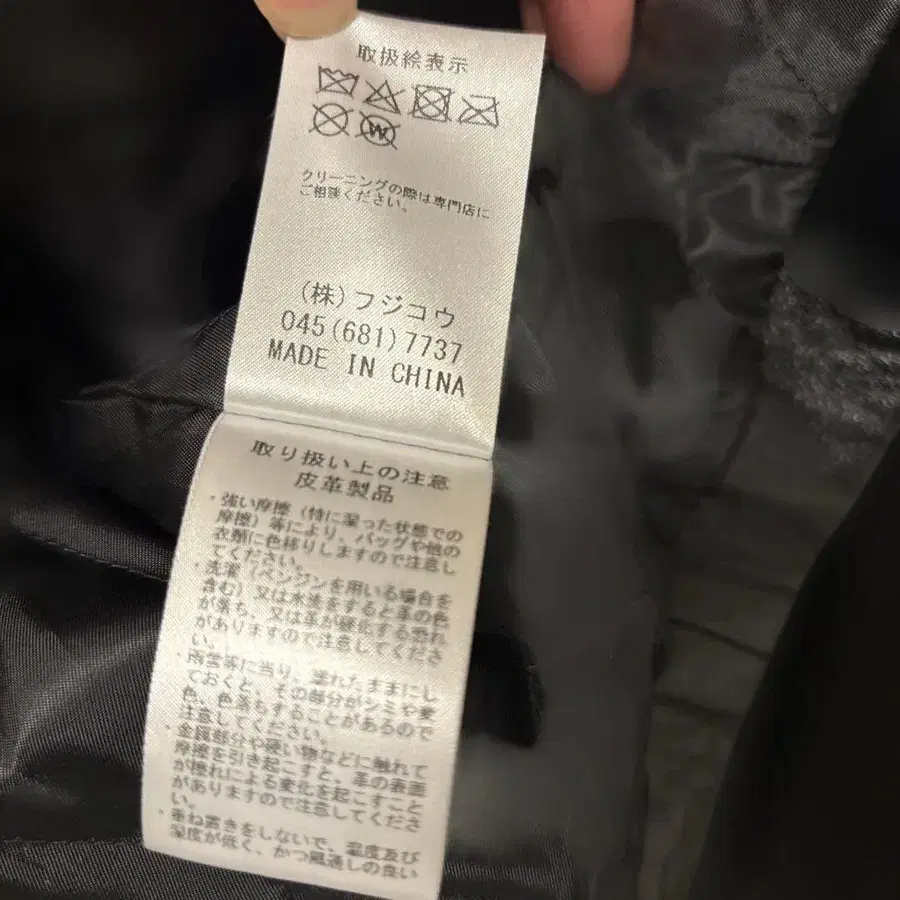 取扱絵表示
W
クリーニングの際は専門店に
ご相談ください。
(株)フジコウ
045(681)7737
MADE IN CHINA
取り扱い上の注意
皮革製品
・強い摩擦(特に湿った状態での
摩擦)等により、バッグや他の
衣類に色移りしますので注意し
てください。
・洗濯(ベンジンを用いる場合を
含む)又は水洗をすると革の色
が落ち、又は革が硬化する恐れ
がありますので注意してくださ
い。
・雨雪等に当り、濡れたままにし
ておくと、その部分がシミや変
色、色落ちすることがあるので
注意してください。
・金属部分や硬い物などに触れて
摩擦を引き起こすと、革の表面
が擦れによる変化を起こすこと
がありますので注意してくださ
い。
・重ね置きをしないで、温度及び
湿度が低く、かつ風通しの良い